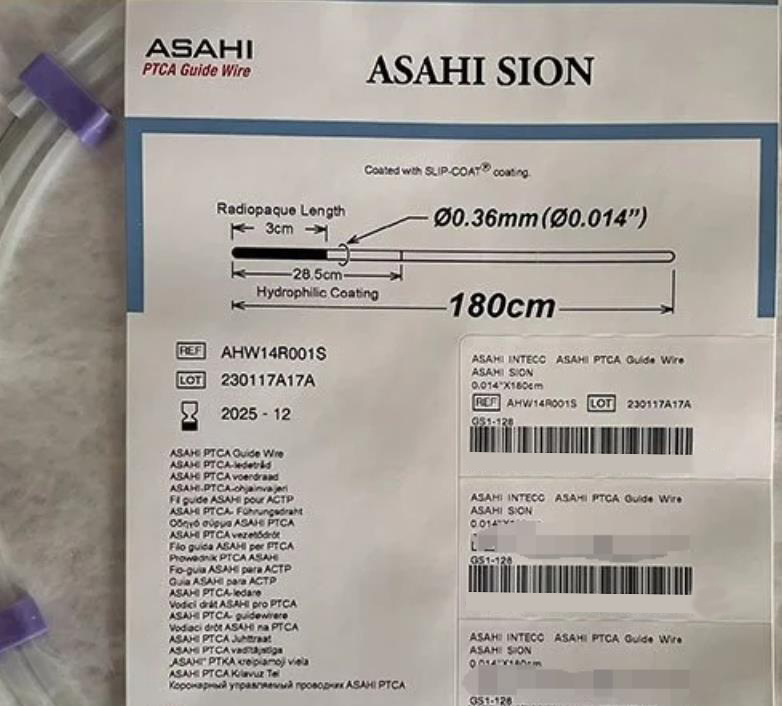 ASAHI
PTCA Guide Wire
ASAHI SION
Coated with SLIP-COAT® coating.
Radiopaque Length
3cm
Ø0.36mm(Ø0.014”)
28.5cm
Hydrophilic Coating
180cm
REF AHW14R001S
LOT 230117A17A
2025 - 12
ASAHI PTCA Guide Wire
ASAHI PTCA-ledetråd
ASAHI PTCA voerdraad
ASAHI-PTCA-ohjainvaijeri
Fil guide ASAHI pour ACTP
ASAHI PTCA- Führungsdraht
Οδηγό σύρμα ASAHI PTCA
ASAHI PTCA vezetődrót
Filo guida ASAHI per PTCA
Prowadnik PTCA ASAHI
Fio-guia ASAHI para ACTP
Guia ASAHI para ACTP
ASAHI PTCA-ledare
Vodicí drát ASAHI pro PTCA
ASAHI PTCA- guidewirere
Vodiaci drôt ASAHI na PTCA
ASAHI PTCA Juhttraat
ASAHI PTCA vadītājstīga
„ASAHI” PTKA kreipiamoji viela
ASAHI PTCA Kılavuz Tel
Коронарный управляемый проводник ASAHI PTCA
ASAHI INTECC ASAHI PTCA Guide Wire
ASAHI SION
0.014"X180cm
REF AHW14R001S LOT 230117A17A
GS1-128
ASAHI INTECC ASAHI PTCA Guide Wire
ASAHI SION
GS1-128
ASAHI INTECC ASAHI PTCA Guide Wire
ASAHI SION
0.014"X180cm
GS1-128